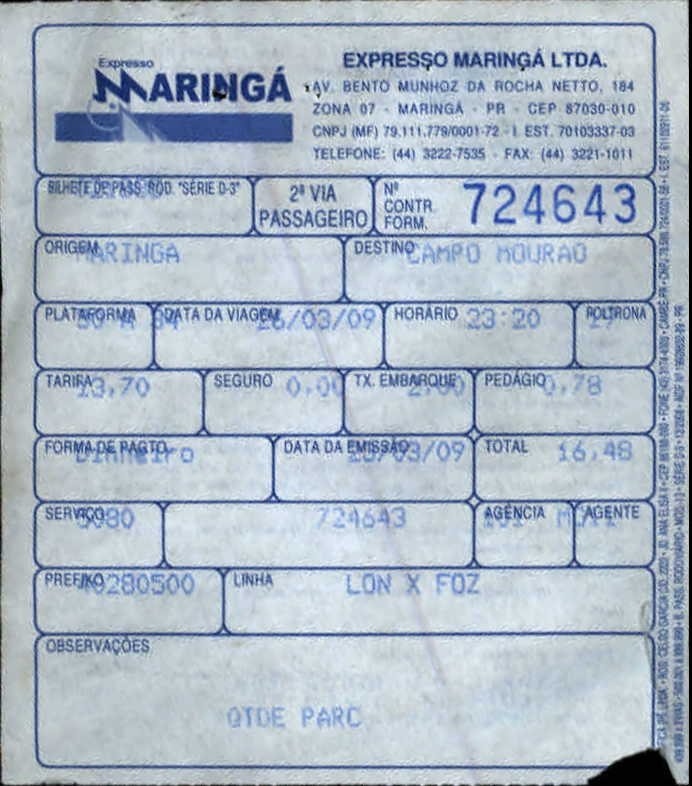 Expresso
MARINGÁ
EXPRESSO MARINGÁ LTDA.
AV. BENTO MUNHOZ DA ROCHA NETTO, 184
ZONA 07 - MARINGÁ - PR - CEP 87030-010
CNPJ (MF) 79.111.779/0001-72 - I. EST. 70103337-03
TELEFONE: (44) 3222-7535 - FAX: (44) 3221-1011
BILHETE DE PASS. ROD. "SÉRIE D-3"
2ª VIA
PASSAGEIRO
Nº
CONTR.
FORM.
724643
ORIGEM MARINGA
DESTINO CAMPO MOURAO
PLATAFORMA
DATA DA VIAGEM 26/03/09
HORÁRIO 23:20
POLTRONA
TARIFA 13,70
SEGURO 0,00
TX. EMBARQUE 2,00
PEDÁGIO 0,78
FORMA DE PAGTO Dinheiro
DATA DA EMISSÃO /03/09
TOTAL 16,48
SERVIÇO
724643
AGÊNCIA
AGENTE
PREFIXO
LINHA LON X FOZ
OBSERVAÇÕES
QTDE PARC